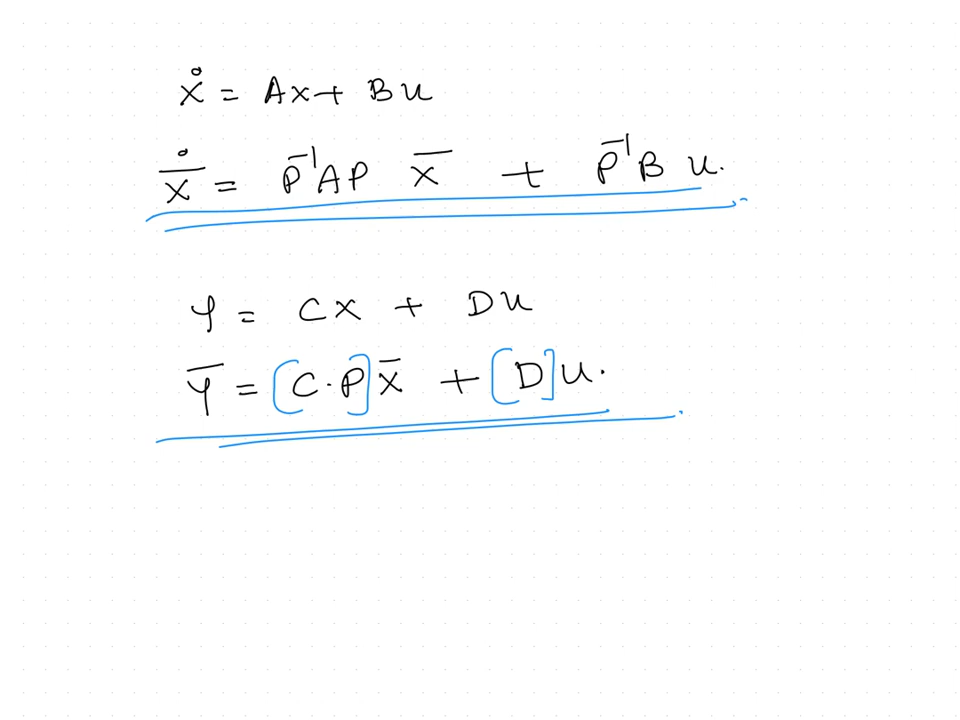 ẋ = Ax + Bu
ẋ̅ = P⁻¹AP x̅ + P⁻¹B u.
Y = Cx + Du
Y̅ = [C·P] x̅ + [D] u.